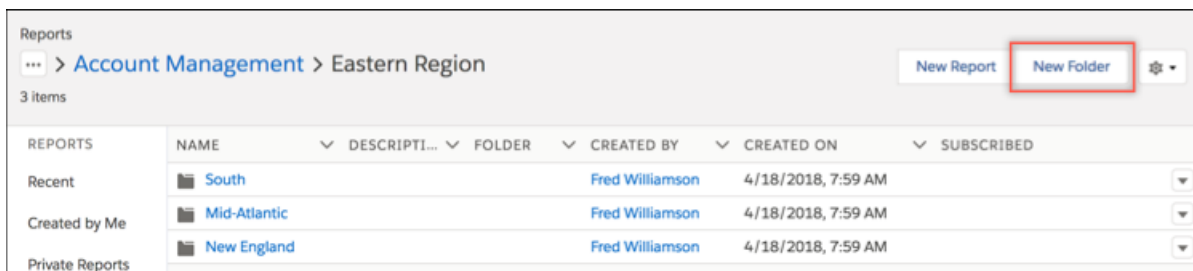 Reports
... > Account Management > Eastern Region
New Report New Folder
3 items
REPORTS NAME DESCRIPTI... FOLDER CREATED BY CREATED ON SUBSCRIBED
Recent South Fred Williamson 4/18/2018, 7:59 AM
Created by Me Mid-Atlantic Fred Williamson 4/18/2018, 7:59 AM
Private Reports New England Fred Williamson 4/18/2018, 7:59 AM